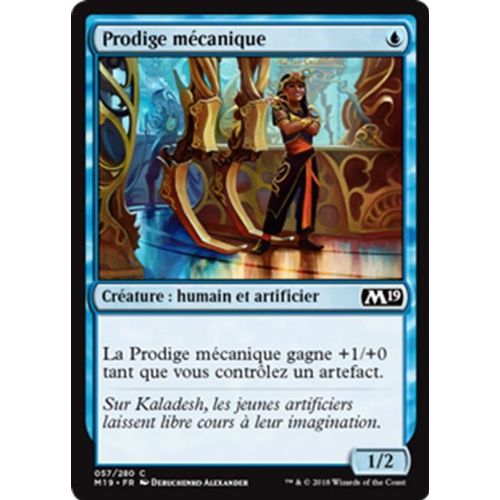 Prodige mécanique
Créature : humain et artificier
M19
La Prodige mécanique gagne +1/+0
tant que vous contrôlez un artefact.
Sur Kaladesh, les jeunes artificiers
laissent libre cours à leur imagination.
1/2
057/280 C
M19 • FR Deruchenko Alexander
™ & © 2018 Wizards of the Coast